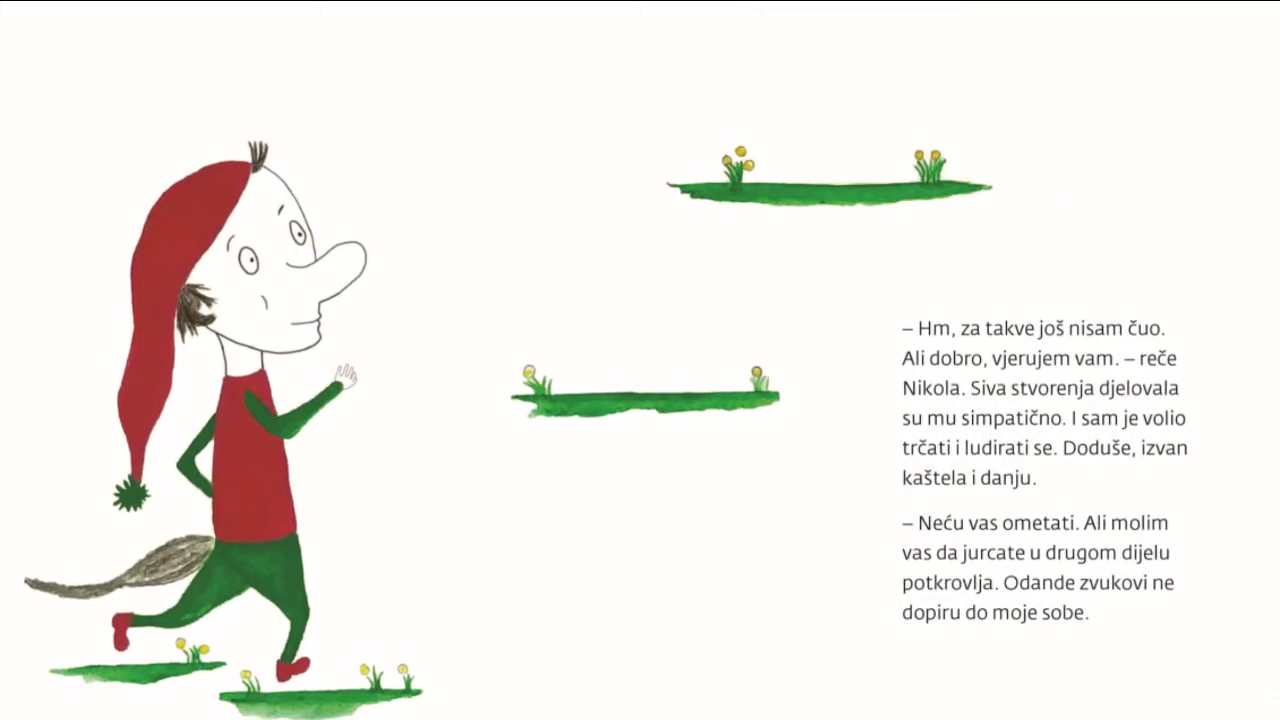 – Hm, za takve još nisam čuo.
Ali dobro, vjerujem vam. – reče
Nikola. Siva stvorenja djelovala
su mu simpatično. I sam je volio
trčati i ludirati se. Doduše, izvan
kaštela i danju.
– Neću vas ometati. Ali molim
vas da jurcate u drugom dijelu
potkrovlja. Odande zvukovi ne
dopiru do moje sobe.